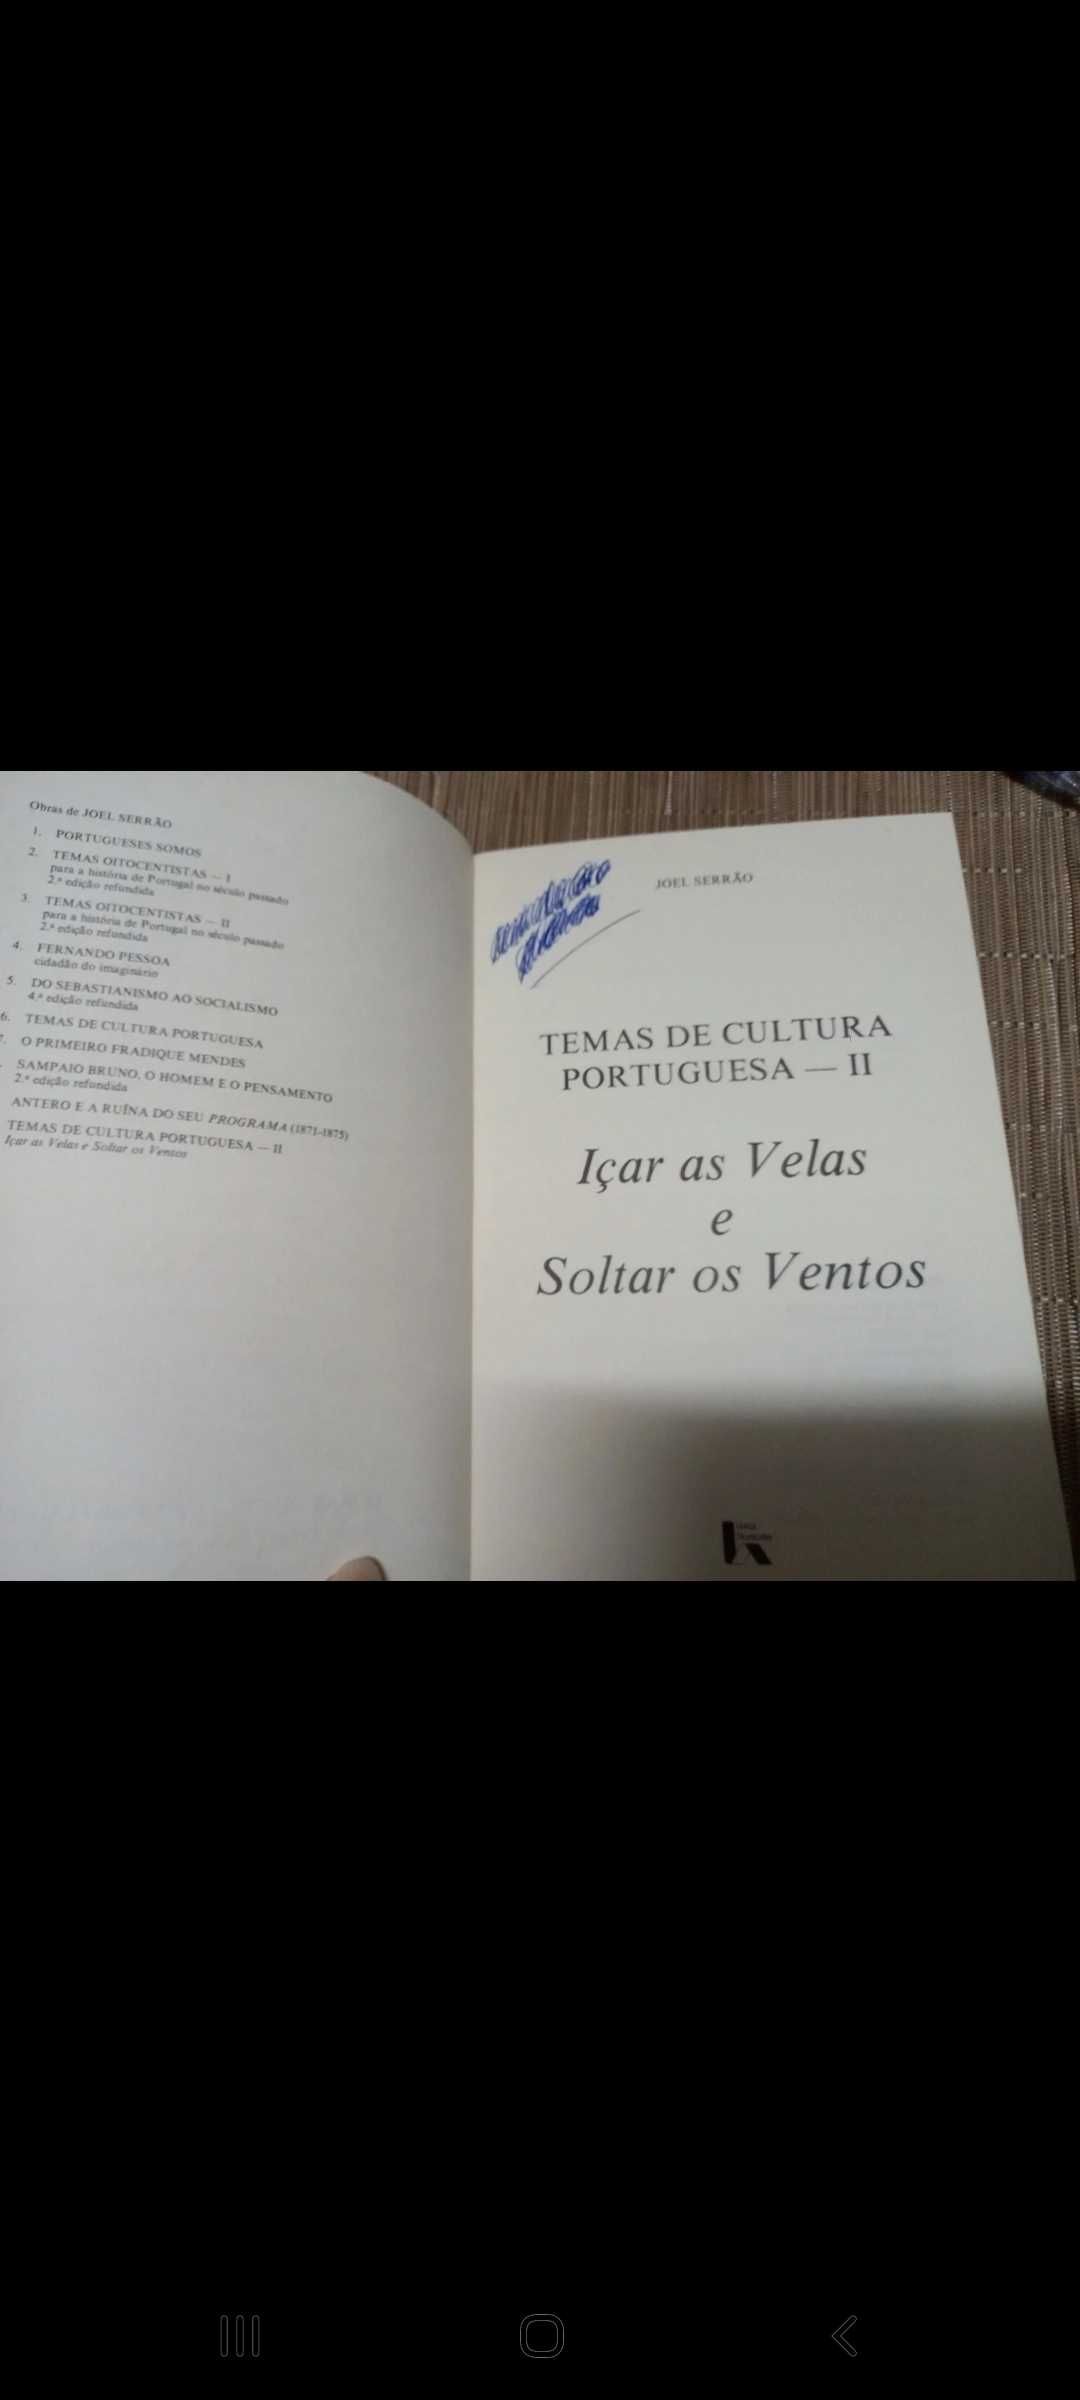 Obras de JOEL SERRÃO
1. PORTUGUESES SOMOS
2. TEMAS OITOCENTISTAS — I
para a história de Portugal no século passado
2.ª edição refundida
3. TEMAS OITOCENTISTAS — II
para a história de Portugal no século passado
2.ª edição refundida
4. FERNANDO PESSOA
cidadão do imaginário
5. DO SEBASTIANISMO AO SOCIALISMO
4.ª edição refundida
6. TEMAS DE CULTURA PORTUGUESA
7. O PRIMEIRO FRADIQUE MENDES
SAMPAIO BRUNO, O HOMEM E O PENSAMENTO
2.ª edição refundida
ANTERO E A RUÍNA DO SEU PROGRAMA (1871-1875)
TEMAS DE CULTURA PORTUGUESA — II
Içar as Velas e Soltar os Ventos
JOEL SERRÃO
TEMAS DE CULTURA
PORTUGUESA — II
Içar as Velas
e
Soltar os Ventos